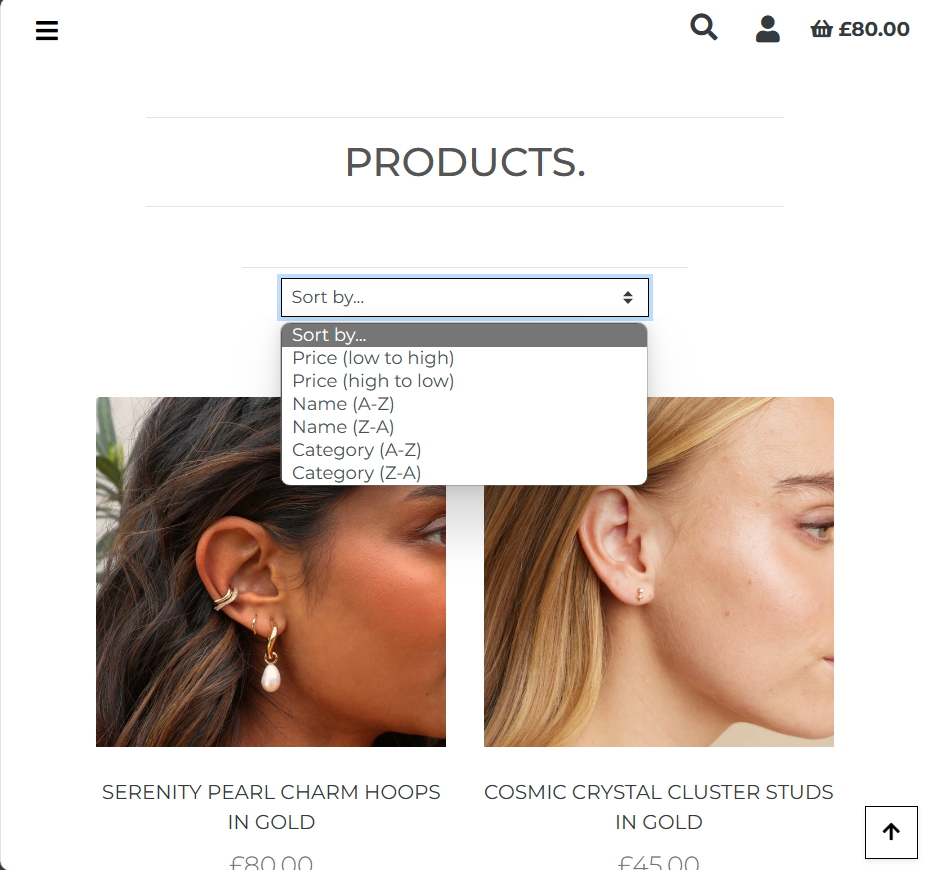 £80.00
PRODUCTS.
Sort by...
Sort by...
Price (low to high)
Price (high to low)
Name (A-Z)
Name (Z-A)
Category (A-Z)
Category (Z-A)
SERENITY PEARL CHARM HOOPS
IN GOLD
£80.00
COSMIC CRYSTAL CLUSTER STUDS
IN GOLD
£45.00